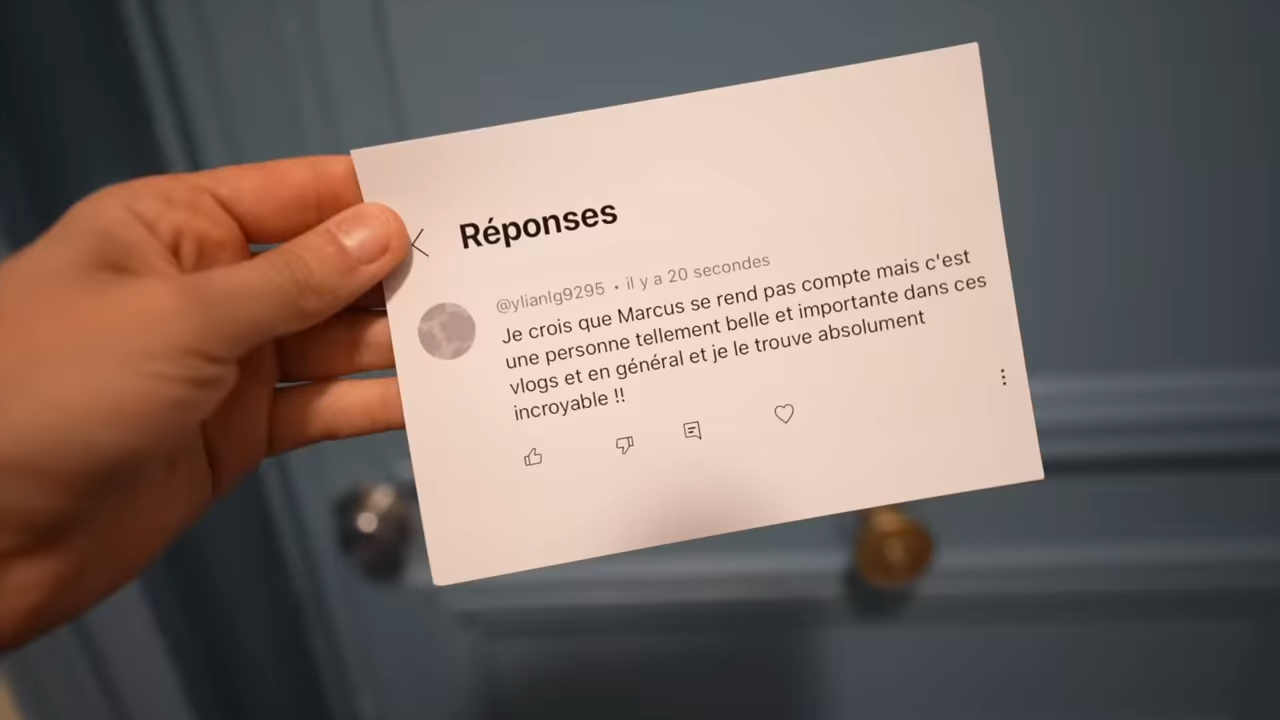 Réponses
@ylianlg9295 • il y a 20 secondes
Je crois que Marcus se rend pas compte mais c'est
une personne tellement belle et importante dans ces
vlogs et en général et je le trouve absolument
incroyable !!